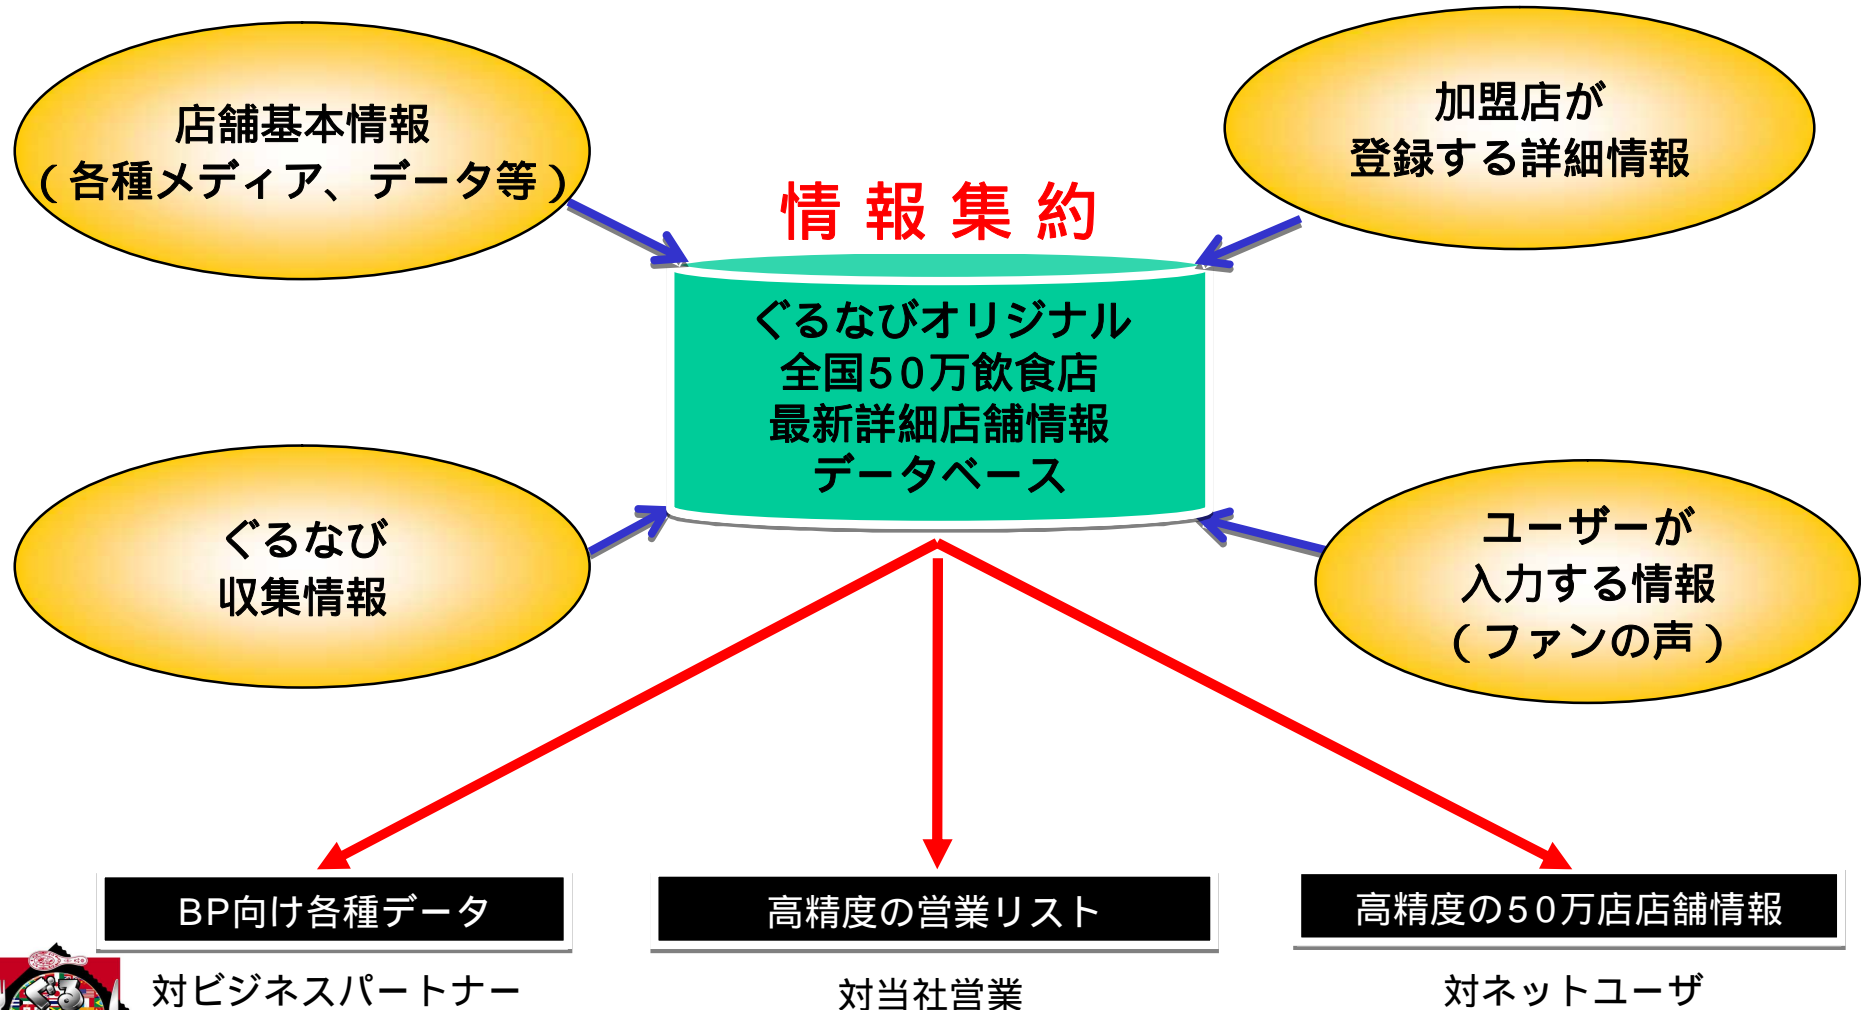 店舗基本情報
（各種メディア、データ等）
加盟店が
登録する詳細情報
情報集約
ぐるなびオリジナル
全国50万飲食店
最新詳細店舗情報
データベース
ぐるなび
収集情報
ユーザーが
入力する情報
（ファンの声）
BP向け各種データ
高精度の営業リスト
高精度の50万店店舗情報
対ビジネスパートナー
対当社営業
対ネットユーザ
ぐる